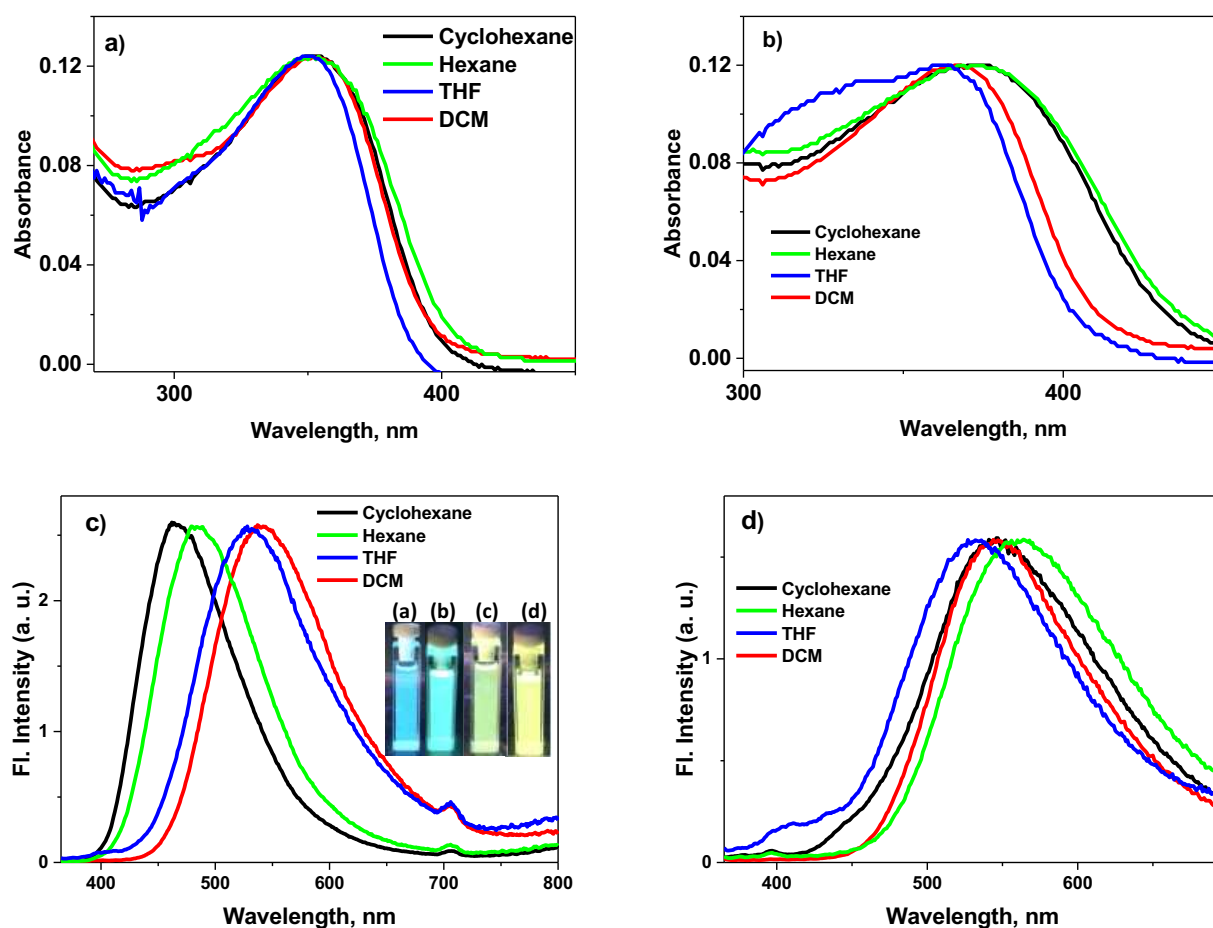 a)
Cyclohexane
Hexane
THF
DCM
0.12
0.08
0.04
0.00
Absorbance
300
400
Wavelength, nm
b)
0.12
0.08
0.04
0.00
Absorbance
Cyclohexane
Hexane
THF
DCM
300
400
Wavelength, nm
c)
Cyclohexane
Hexane
THF
DCM
(a) (b) (c) (d)
2
1
0
Fl. Intensity (a. u.)
400
500
600
700
800
Wavelength, nm
d)
Cyclohexane
Hexane
THF
DCM
1
0
Fl. Intensity (a. u.)
400
500
600
Wavelength, nm